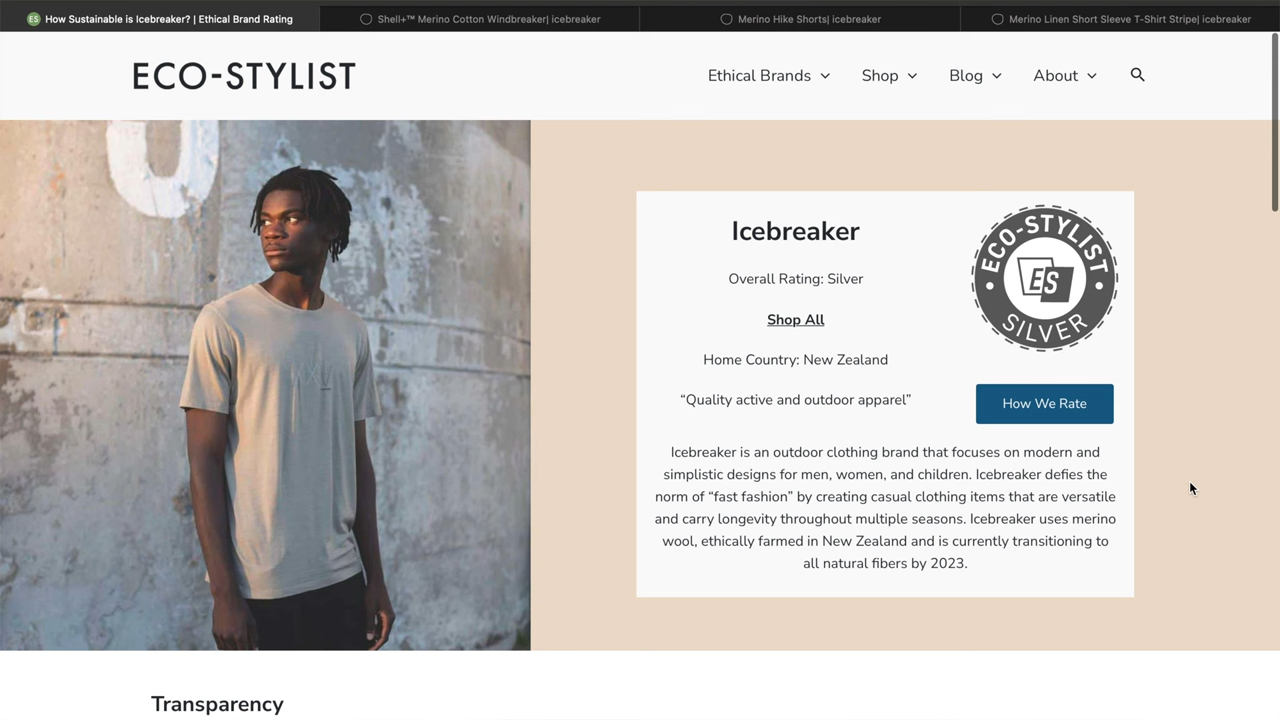 ES How Sustainable is Icebreaker? | Ethical Brand Rating
Shell+™ Merino Cotton Windbreaker| icebreaker
Merino Hike Shorts| icebreaker
Merino Linen Short Sleeve T-Shirt Stripe| icebreaker
ECO-STYLIST
Ethical Brands
Shop
Blog
About
Icebreaker
Overall Rating: Silver
Shop All
Home Country: New Zealand
“Quality active and outdoor apparel”
ECO-STYLIST
ES
SILVER
How We Rate
Icebreaker is an outdoor clothing brand that focuses on modern and
simplistic designs for men, women, and children. Icebreaker defies the
norm of “fast fashion” by creating casual clothing items that are versatile
and carry longevity throughout multiple seasons. Icebreaker uses merino
wool, ethically farmed in New Zealand and is currently transitioning to
all natural fibers by 2023.
Transparency